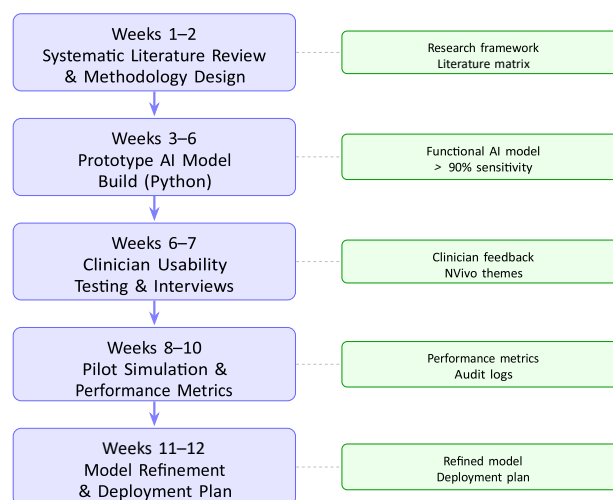 Weeks 1–2
Systematic Literature Review
& Methodology Design
Research framework
Literature matrix
Weeks 3–6
Prototype AI Model
Build (Python)
Functional AI model
> 90% sensitivity
Weeks 6–7
Clinician Usability
Testing & Interviews
Clinician feedback
NVivo themes
Weeks 8–10
Pilot Simulation &
Performance Metrics
Performance metrics
Audit logs
Weeks 11–12
Model Refinement
& Deployment Plan
Refined model
Deployment plan